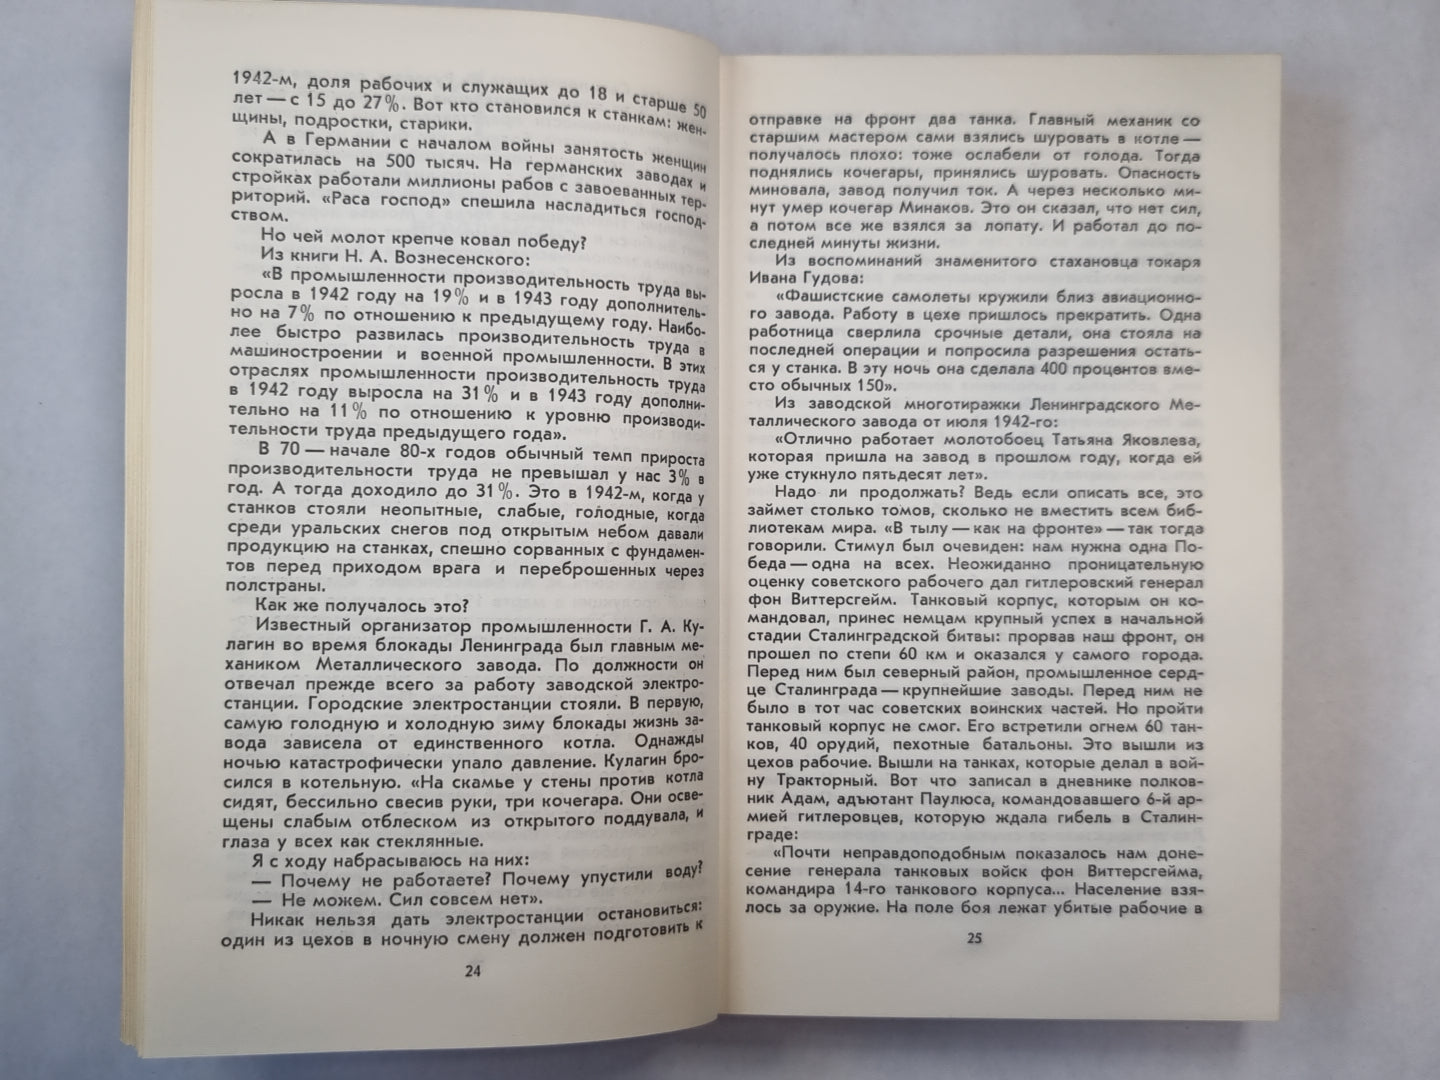 1942-м, доля рабочих и служащих до 18 и старше 50
лет — с 15 до 27%. Вот кто становился к станкам: жен-
щины, подростки, старики.
А в Германии с началом войны занятость женщин
сократилась на 500 тысяч. На германских заводах и
стройках работали миллионы рабов с завоеванных тер-
риторий. «Раса господ» спешила насладиться господ-
ством.
Но чей молот крепче ковал победу?
Из книги Н. А. Вознесенского:
«В промышленности производительность труда вы-
росла в 1942 году на 19% и в 1943 году дополнитель-
но на 7% по отношению к предыдущему году. Наибо-
лее быстро развилась производительность труда в
машиностроении и военной промышленности. В этих
отраслях промышленности производительность труда
в 1942 году выросла на 31% и в 1943 году дополни-
тельно на 11% по отношению к уровню производи-
тельности труда предыдущего года».
В 70 — начале 80-х годов обычный темп прироста
производительности труда не превышал у нас 3% в
год. А тогда доходило до 31%. Это в 1942-м, когда у
станков стояли неопытные, слабые, голодные, когда
среди уральских снегов под открытым небом давали
продукцию на станках, спешно сорванных с фундамен-
тов перед приходом врага и переброшенных через
полстраны.
Как же получалось это?
Известный организатор промышленности Г. А. Ку-
лагин во время блокады Ленинграда был главным ме-
хаником Металлического завода. По должности он
отвечал прежде всего за работу заводской электро-
станции. Городские электростанции стояли. В первую,
самую голодную и холодную зиму блокады жизнь за-
вода зависела от единственного котла. Однажды
ночью катастрофически упало давление. Кулагин бро-
сился в котельную. «На скамье у стены против котла
сидят, бессильно свесив руки, три кочегара. Они осве-
щены слабым отблеском из открытого поддувала, и
глаза у всех как стеклянные.
Я с ходу набрасываюсь на них:
— Почему не работаете? Почему упустили воду?
— Не можем. Сил совсем нет».
Никак нельзя дать электростанции остановиться:
один из цехов в ночную смену должен подготовить к
24
отправке на фронт два танка. Главный механик со
старшим мастером сами взялись шуровать в котле —
получалось плохо: тоже ослабели от голода. Тогда
поднялись кочегары, принялись шуровать. Опасность
миновала, завод получил ток. А через несколько ми-
нут умер кочегар Минаков. Это он сказал, что нет сил,
а потом все же взялся за лопату. И работал до по-
следней минуты жизни.
Из воспоминаний знаменитого стахановца токаря
Ивана Гудова:
«Фашистские самолеты кружили близ авиационно-
го завода. Работу в цехе пришлось прекратить. Одна
работница сверлила срочные детали, она стояла на
последней операции и попросила разрешения остать-
ся у станка. В эту ночь она сделала 400 процентов вме-
сто обычных 150».
Из заводской многотиражки Ленинградского Ме-
таллического завода от июля 1942-го:
«Отлично работает молотобоец Татьяна Яковлева,
которая пришла на завод в прошлом году, когда ей
уже стукнуло пятьдесят лет».
Надо ли продолжать? Ведь если описать все, это
займет столько томов, сколько не вместить всем биб-
лиотекам мира. «В тылу — как на фронте» — так тогда
говорили. Стимул был очевиден: нам нужна одна По-
беда — одна на всех. Неожиданно проницательную
оценку советского рабочего дал гитлеровский генерал
фон Виттерсгейм. Танковый корпус, которым он ко-
мандовал, принес немцам крупный успех в начальной
стадии Сталинградской битвы: прорвав наш фронт, он
прошел по степи 60 км и оказался у самого города.
Перед ним был северный район, промышленное серд-
це Сталинграда — крупнейшие заводы. Перед ним не
было в тот час советских воинских частей. Но пройти
танковый корпус не смог. Его встретили огнем 60 тан-
ков, 40 орудий, пехотные батальоны. Это вышли из
цехов рабочие. Вышли на танках, которые делал в вой-
ну Тракторный. Вот что записал в дневнике полков-
ник Адам, адъютант Паулюса, командовавшего 6-й ар-
мией гитлеровцев, которую ждала гибель в Сталин-
граде:
«Почти неправдоподобным показалось нам доне-
сение генерала танковых войск фон Виттерсгейма,
командира 14-го танкового корпуса... Население взя-
лось за оружие. На поле боя лежат убитые рабочие в
25